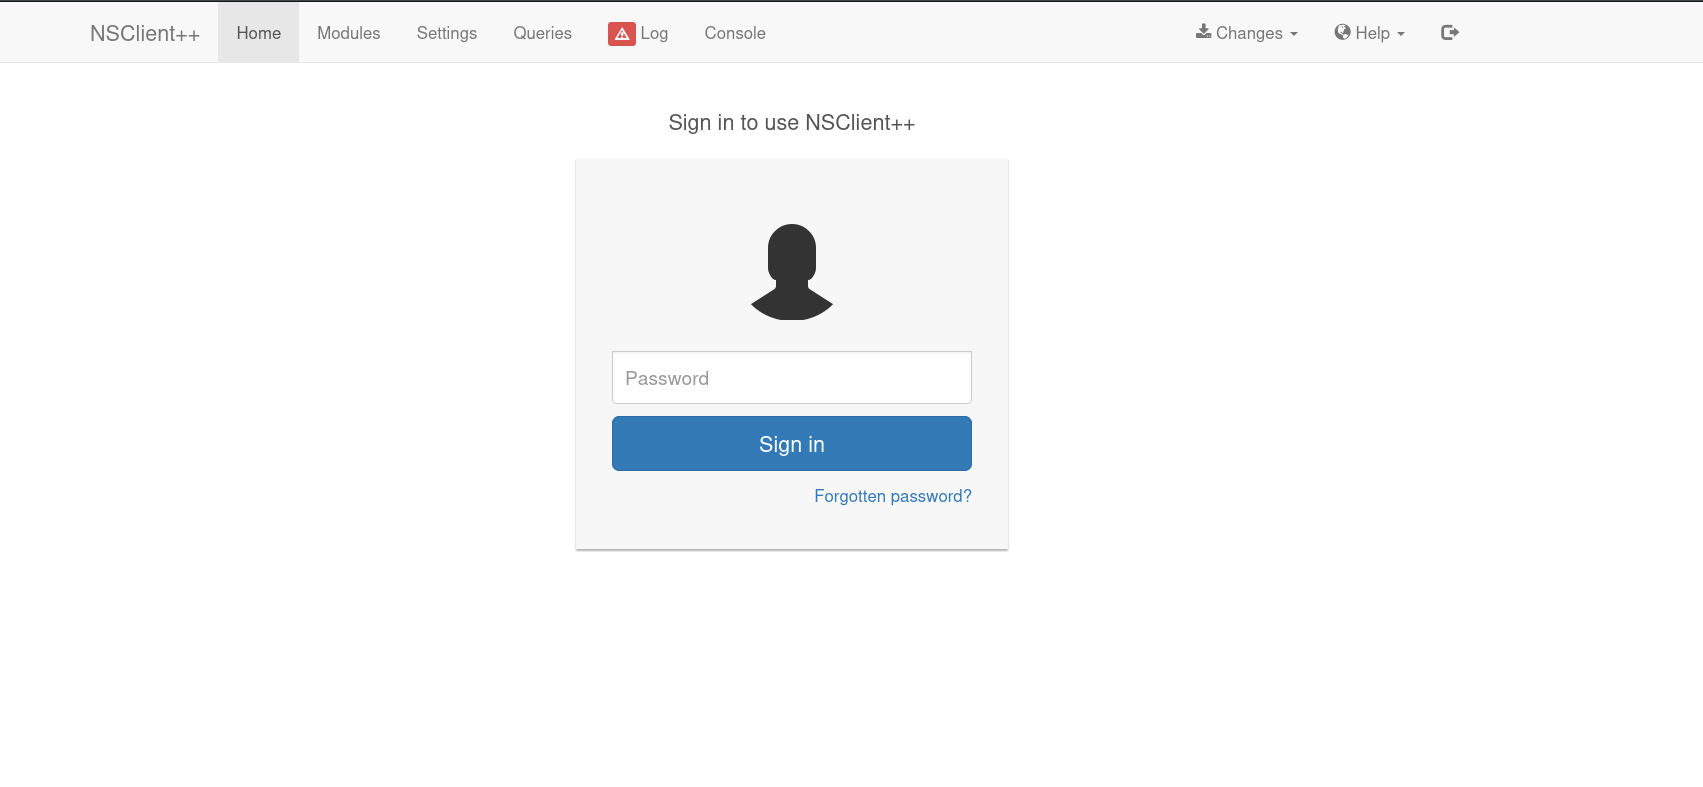 NSClient++ Home Modules Settings Queries Log Console Changes Help
Sign in to use NSClient++
Password
Sign in
Forgotten password?